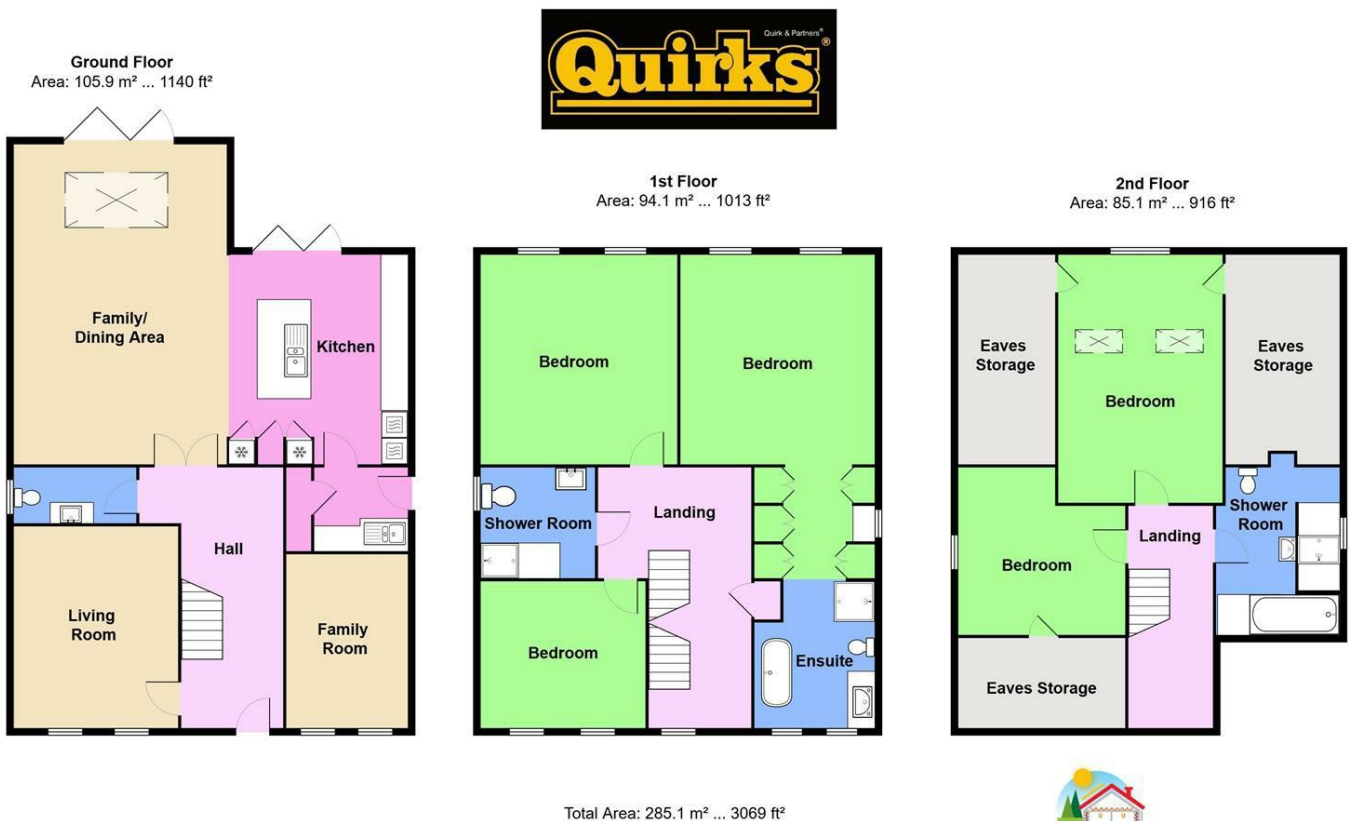 Quirk & Partners®
Quirks®
Ground Floor
Area: 105.9 m² ... 1140 ft²
Family/
Dining Area
Kitchen
Hall
Living
Room
Family
Room
1st Floor
Area: 94.1 m² ... 1013 ft²
Bedroom
Bedroom
Shower Room
Landing
Bedroom
Ensuite
2nd Floor
Area: 85.1 m² ... 916 ft²
Eaves
Storage
Eaves
Storage
Bedroom
Shower
Room
Landing
Bedroom
Eaves Storage
Total Area: 285.1 m² ... 3069 ft²